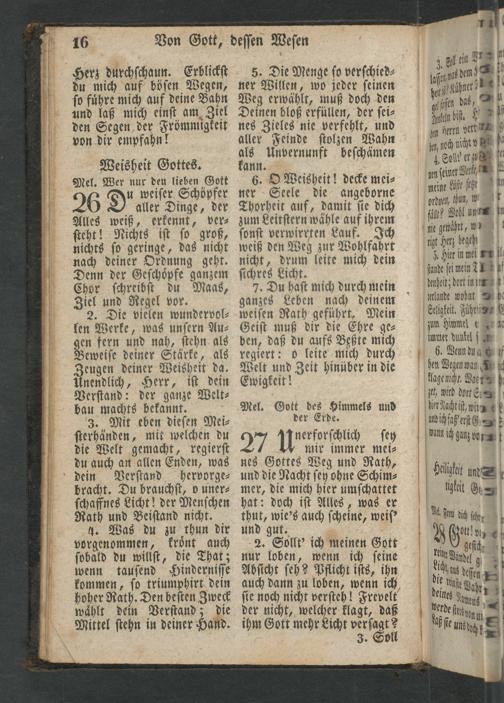 16 Von Gott, dessen Wesen
Herz durchschaun. Erblickst
du mich auf bösen Wegen,
so führe mich auf deine Bahn
und laß mich einst am Ziel
den Segen der Frömmigkeit
von dir empfahn!
Weisheit Gottes.
Mel. Wer nur den lieben Gott
26 Du weiser Schöpfer
aller Dinge, der
Alles weiß, erkennt, ver-
steht! Nichts ist so groß,
nichts so geringe, das nicht
nach deiner Ordnung geht.
Denn der Geschöpfe ganzem
Chor schreibst du Maas,
Ziel und Regel vor.
2. Die vielen wundervol-
len Werke, was unsern Au-
gen fern und nah, stehn als
Beweise deiner Stärke, als
Zeugen deiner Weisheit da.
Unendlich, Herr, ist dein
Verstand: der ganze Welt-
bau machts bekannt.
3. Mit eben diesen Mei-
sterhänden, mit welchen du
die Welt gemacht, regierst
du auch an allen Enden, was
dein Verstand hervorge-
bracht. Du brauchst, o uner-
schaffnes Licht! der Menschen
Rath und Beistand nicht.
4. Was du zu thun dir
vorgenommen, krönt auch
sobald du willst, die That;
wenn tausend Hindernisse
kommen, so triumphirt dein
hoher Rath. Den besten Zweck
wählt dein Verstand; die
Mittel stehn in deiner Hand.
5. Die Menge so verschied-
ner Willen, wo jeder seinen
Weg erwählt, muß doch den
Deinen bloß erfüllen, der sei-
nes Zieles nie verfehlt, und
aller Feinde stolzen Wahn
als Unvernunft beschämen
kann.
6. O Weisheit! decke mei-
ner Seele die angeborne
Thorheit auf, damit sie dich
zum Leitstern wähle auf ihrem
sonst verwirrten Lauf. Ich
weiß den Weg zur Wohlfahrt
nicht, drum leite mich dein
sichres Licht.
7. Du hast mich durch mein
ganzes Leben nach deinem
weisen Rath geführt. Mein
Geist muß dir die Ehre ge-
ben, daß du aufs Beßte mich
regiert: o leite mich durch
Welt und Zeit hinüber in die
Ewigkeit!
Mel. Gott des Himmels und
der Erde.
27 Unerforschlich sey
mir immer mei-
nes Gottes Weg und Rath,
und die Nacht sey ohne Schim-
mer, die mich hier umschattet
hat: doch ist Alles, was er
thut, wie's auch scheine, weis'
und gut.
2. Sollt' ich meinen Gott
nur loben, wenn ich seine
Absicht seh? Pflicht ists, ihn
auch dann zu loben, wenn ich
sie noch nicht versteh! Frevelt
der nicht, welcher klagt, daß
ihm Gott mehr Licht versagt?
3. Soll